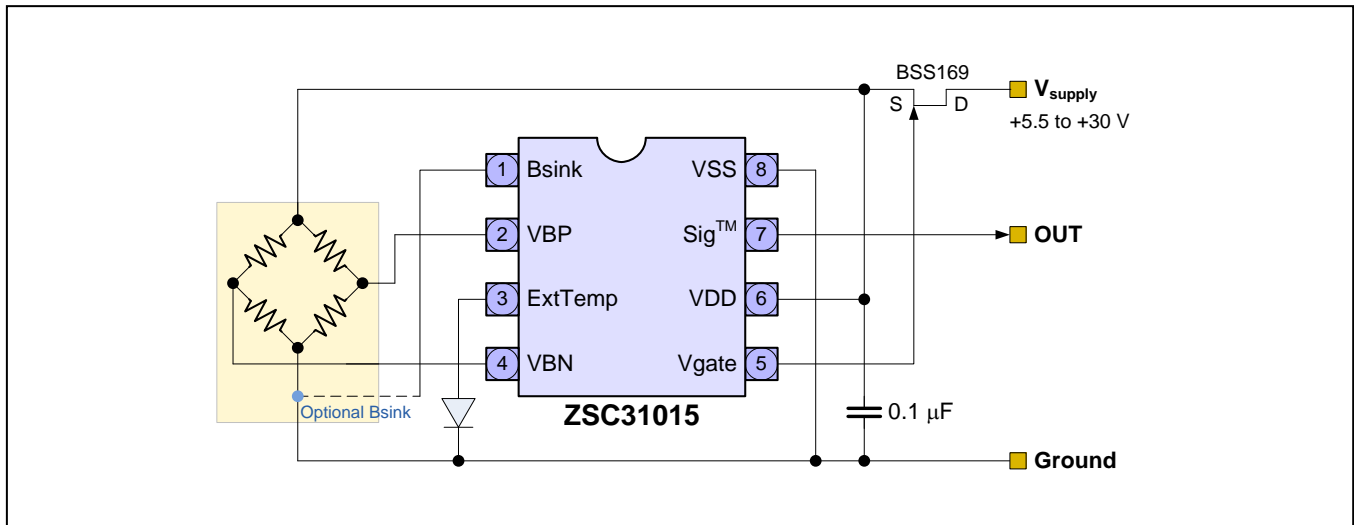 BSS169
S D
V_supply
+5.5 to +30 V
1 Bsink
VSS 8
2 VBP
Sig™ 7
OUT
3 ExtTemp
VDD 6
4 VBN
Vgate 5
Optional Bsink
ZSC31015
0.1 μF
Ground